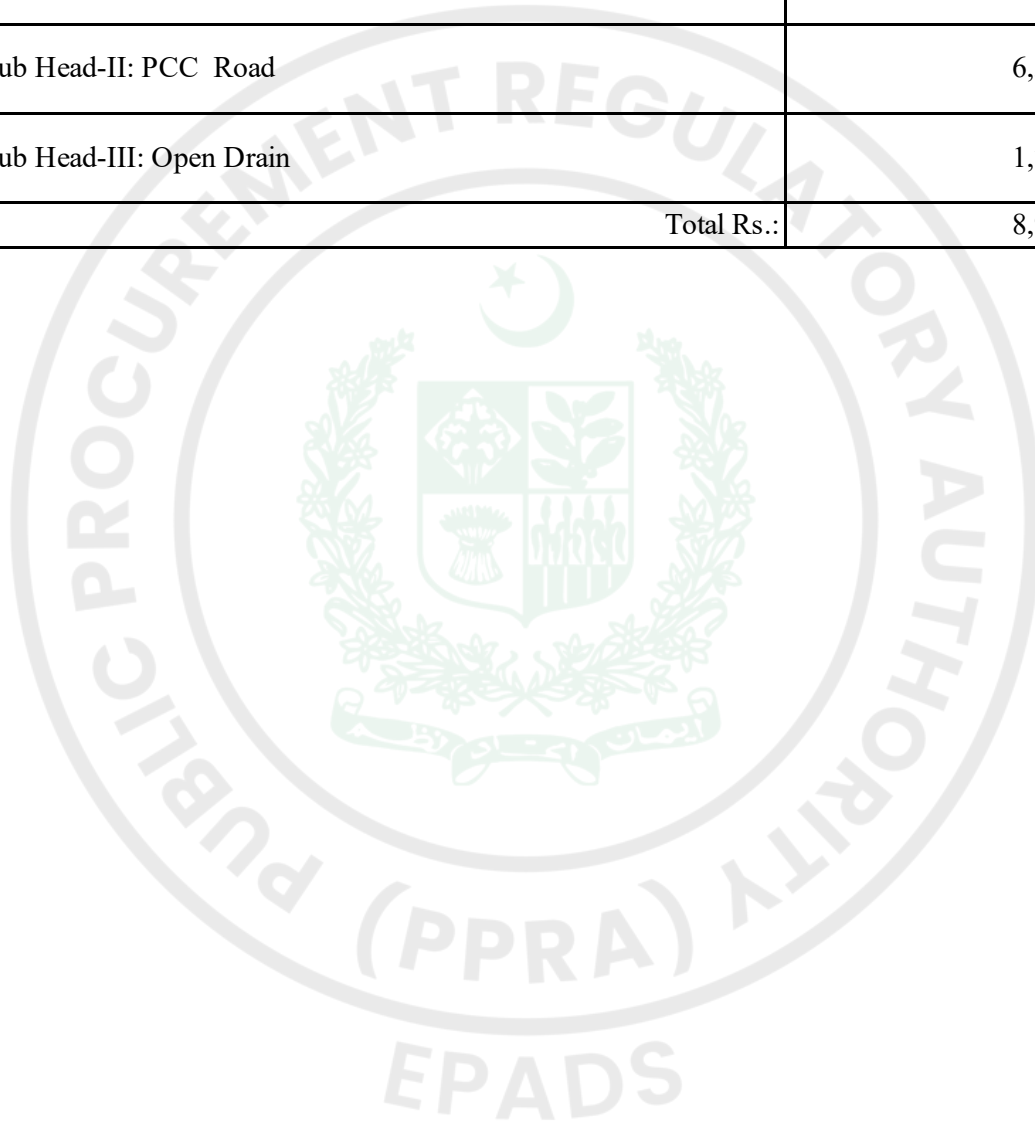 ub Head-II: PCC Road 6,
ub Head-III: Open Drain 1,
Total Rs.: 8,
PUBLIC PROCUREMENT REGULATORY AUTHORITY
(PPRA)
EPADS